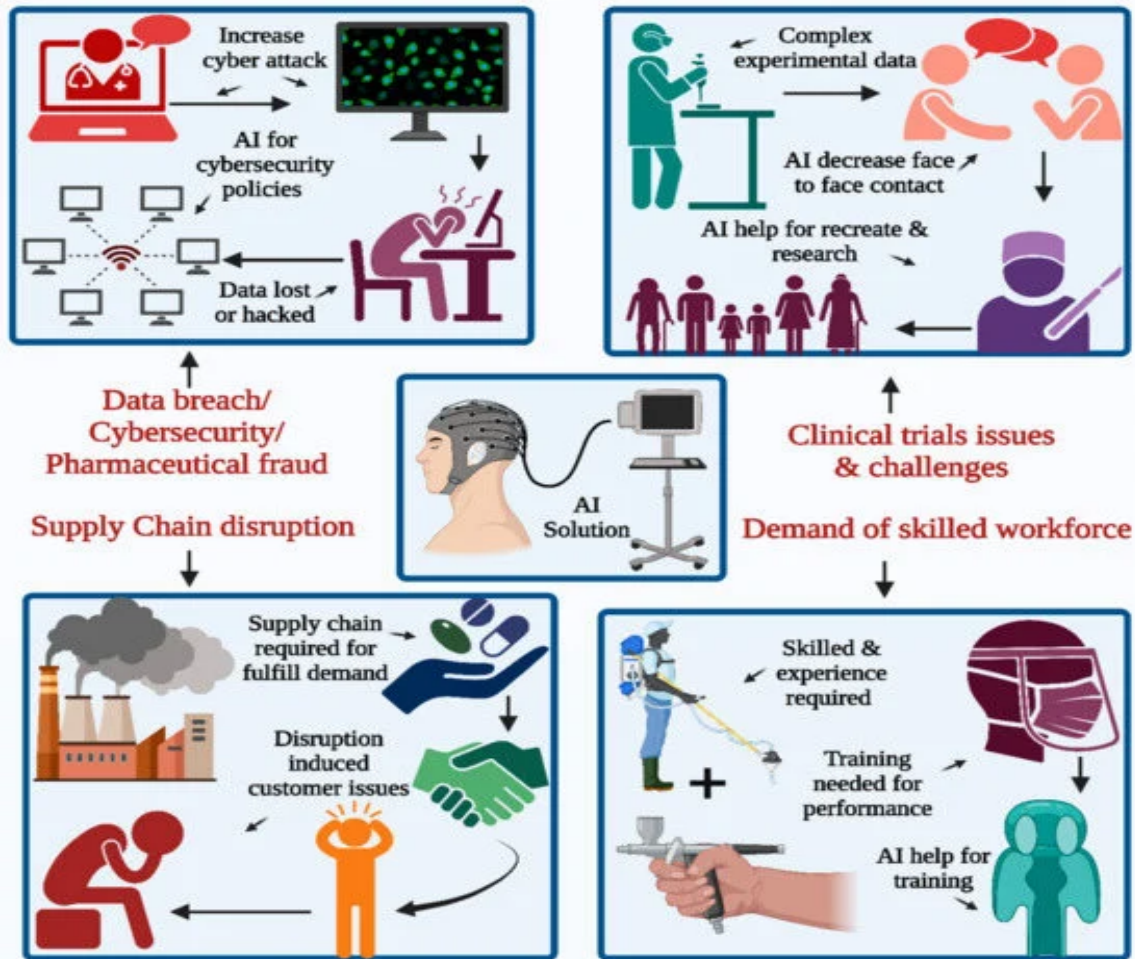 Increase
cyber attack
AI for
cybersecurity
policies
Data lost
or hacked
Complex
experimental data
AI decrease face
to face contact
AI help for recreate &
research
Data breach/
Cybersecurity/
Pharmaceutical fraud
Clinical trials issues
& challenges
AI
Solution
Supply Chain disruption
Demand of skilled workforce
Supply chain
required for
fulfill demand
Disruption
induced
customer issues
Skilled &
experience
required
Training
needed for
performance
AI help for
training